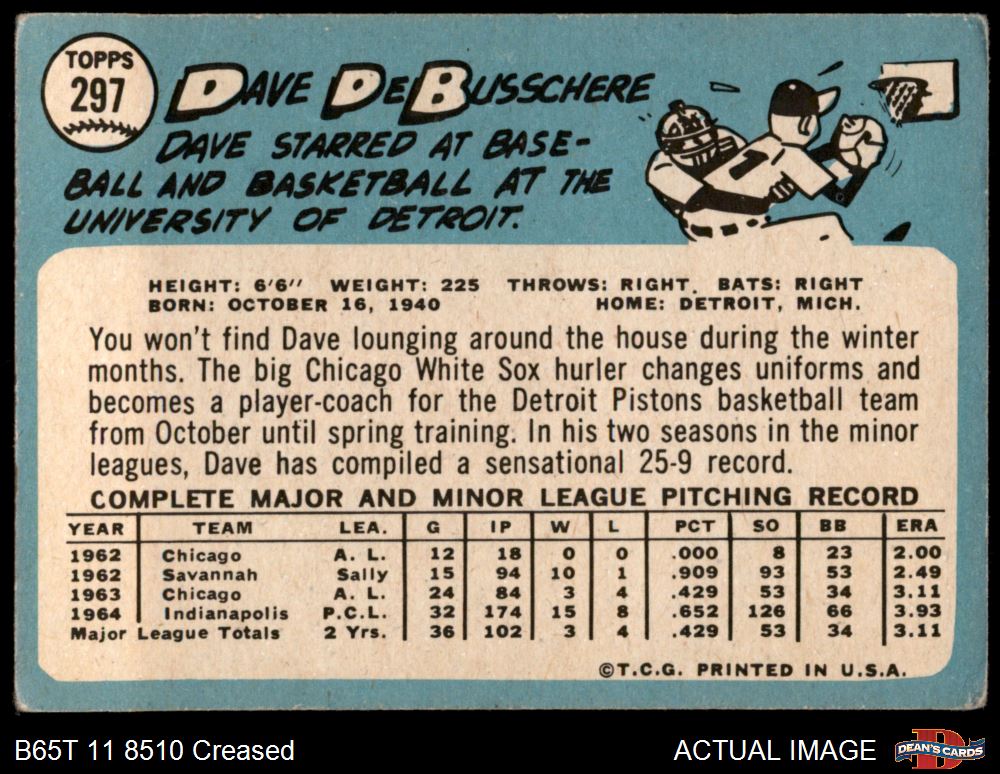 TOPPS
297
DAVE DEBUSSCHERE
DAVE STARRED AT BASE-
BALL AND BASKETBALL AT THE
UNIVERSITY OF DETROIT.
1
HEIGHT: 6'6" WEIGHT: 225 THROWS: RIGHT BATS: RIGHT
BORN: OCTOBER 16, 1940 HOME: DETROIT, MICH.
You won't find Dave lounging around the house during the winter
months. The big Chicago White Sox hurler changes uniforms and
becomes a player-coach for the Detroit Pistons basketball team
from October until spring training. In his two seasons in the minor
leagues, Dave has compiled a sensational 25-9 record.
COMPLETE MAJOR AND MINOR LEAGUE PITCHING RECORD
YEAR TEAM LEA. G IP W L PCT SO BB ERA
1962 Chicago A. L. 12 18 0 0 .000 8 23 2.00
1962 Savannah Sally 15 94 10 1 .909 93 53 2.49
1963 Chicago A. L. 24 84 3 4 .429 53 34 3.11
1964 Indianapolis P.C.L. 32 174 15 8 .652 126 66 3.93
Major League Totals 2 Yrs. 36 102 3 4 .429 53 34 3.11
©T.C.G. PRINTED IN U.S.A.
B65T 11 8510 Creased ACTUAL IMAGE
D
DEAN'S CARDS